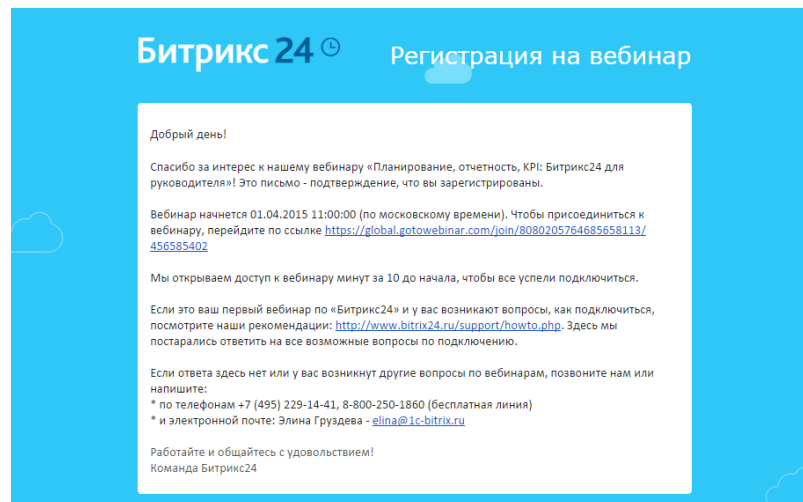 Битрикс 24
Регистрация на вебинар
Добрый день!
Спасибо за интерес к нашему вебинару «Планирование, отчетность, KPI: Битрикс24 для
руководителя»! Это письмо - подтверждение, что вы зарегистрированы.
Вебинар начнется 01.04.2015 11:00:00 (по московскому времени). Чтобы присоединиться к
вебинару, перейдите по ссылке https://global.gotowebinar.com/join/8080205764685658113/
456585402
Мы открываем доступ к вебинару минут за 10 до начала, чтобы все успели подключиться.
Если это ваш первый вебинар по «Битрикс24» и у вас возникают вопросы, как подключиться,
посмотрите наши рекомендации: http://www.bitrix24.ru/support/howto.php. Здесь мы
постарались ответить на все возможные вопросы по подключению.
Если ответа здесь нет или у вас возникнут другие вопросы по вебинарам, позвоните нам или
напишите:
* по телефонам +7 (495) 229-14-41, 8-800-250-1860 (бесплатная линия)
* и электронной почте: Элина Груздева - elina@1c-bitrix.ru
Работайте и общайтесь с удовольствием!
Команда Битрикс24